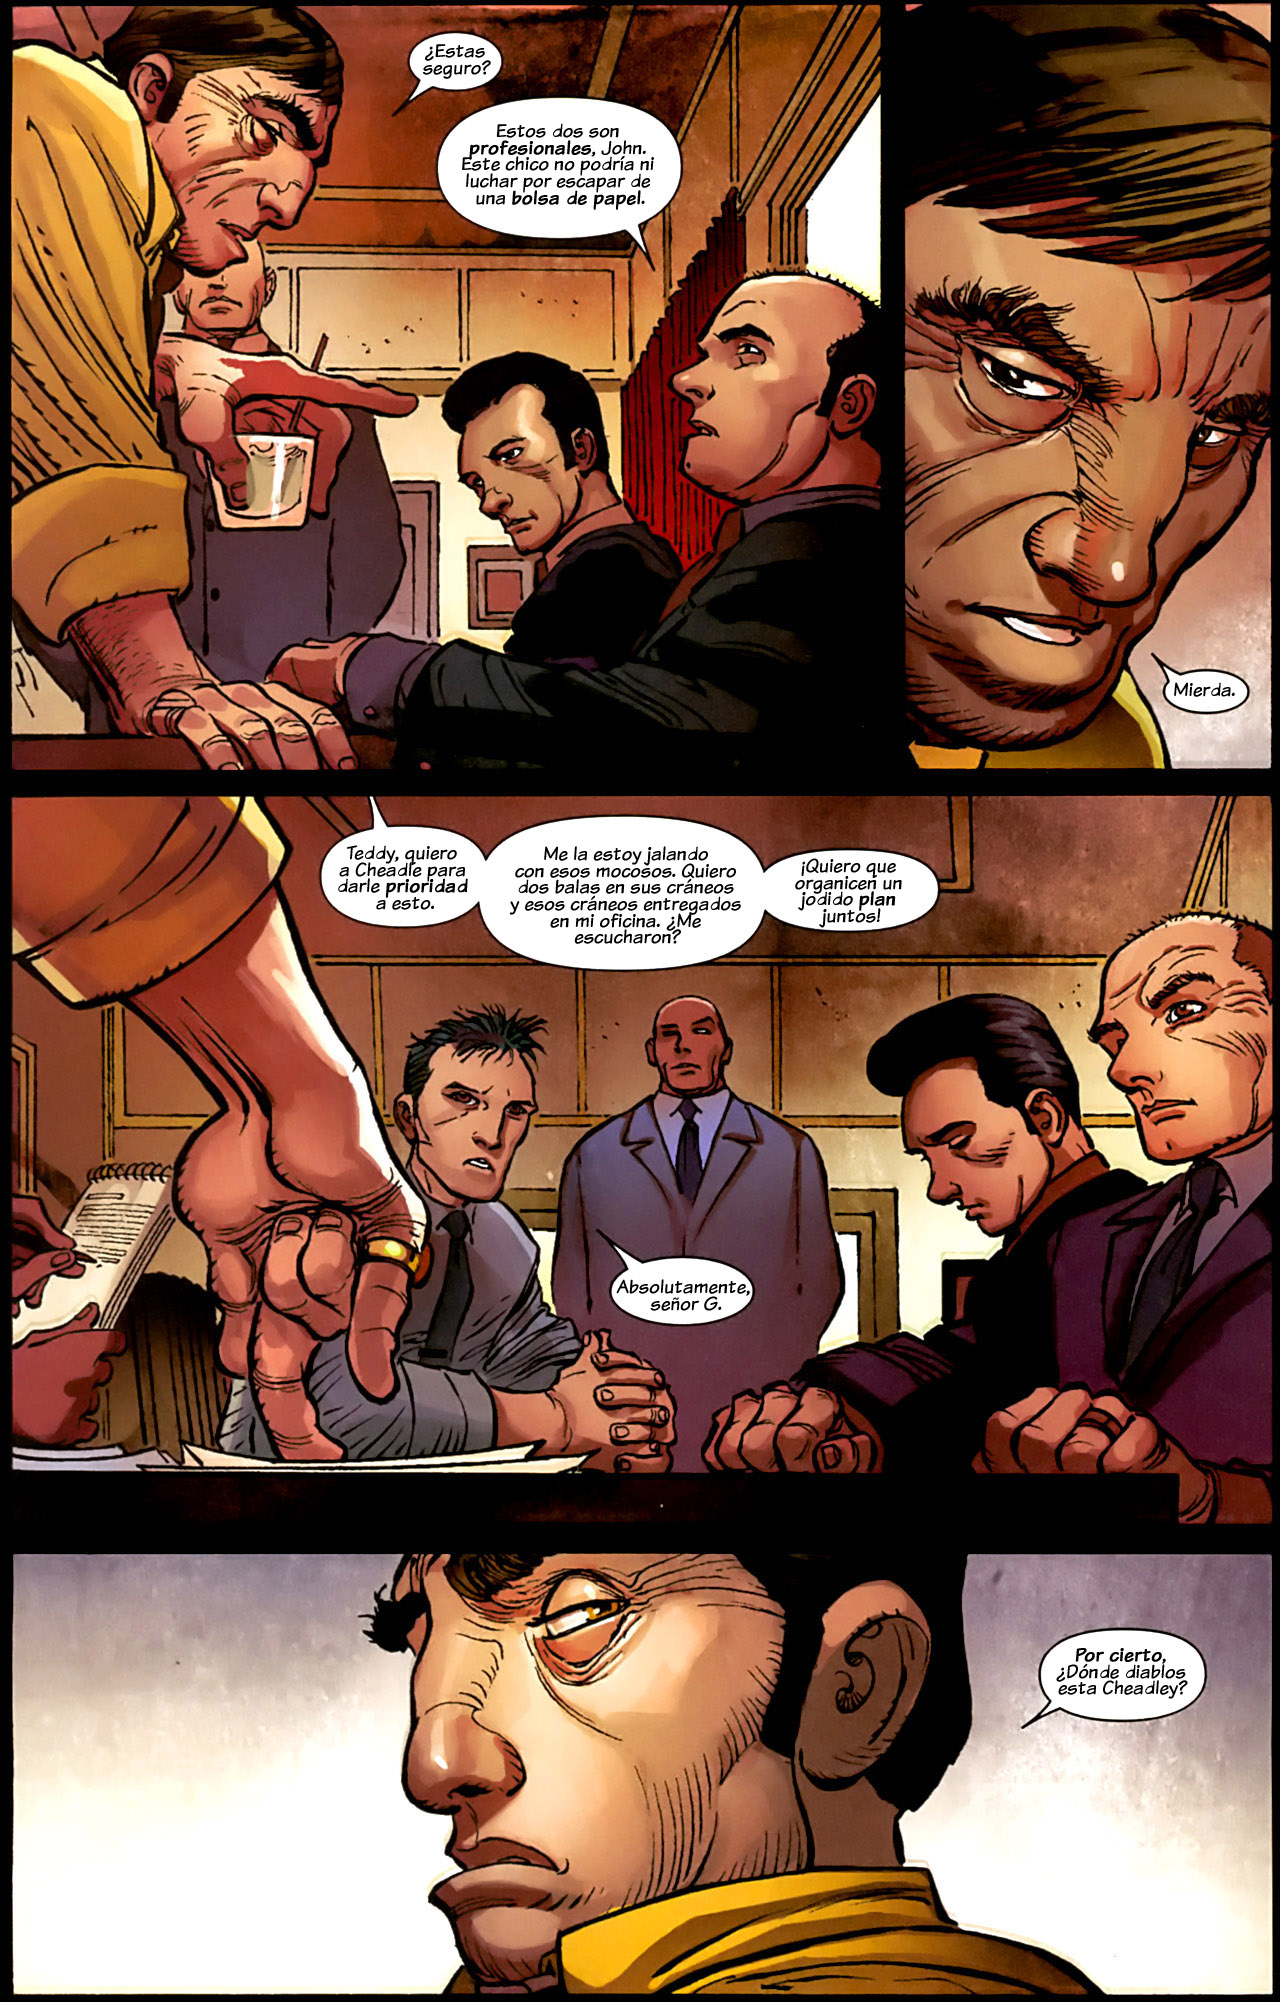 ¿Estas
seguro?
Estos dos son
profesionales, John.
Este chico no podría ni
luchar por escapar de
una bolsa de papel.
Mierda.
Teddy, quiero
a Cheadle para
darle prioridad
a esto.
Me la estoy jalando
con esos mocosos. Quiero
dos balas en sus cráneos
y esos cráneos entregados
en mi oficina. ¿Me
escucharon?
¡Quiero que
organicen un
jodido plan
juntos!
Absolutamente,
señor G.
Por cierto,
¿Dónde diablos
esta Cheadley?